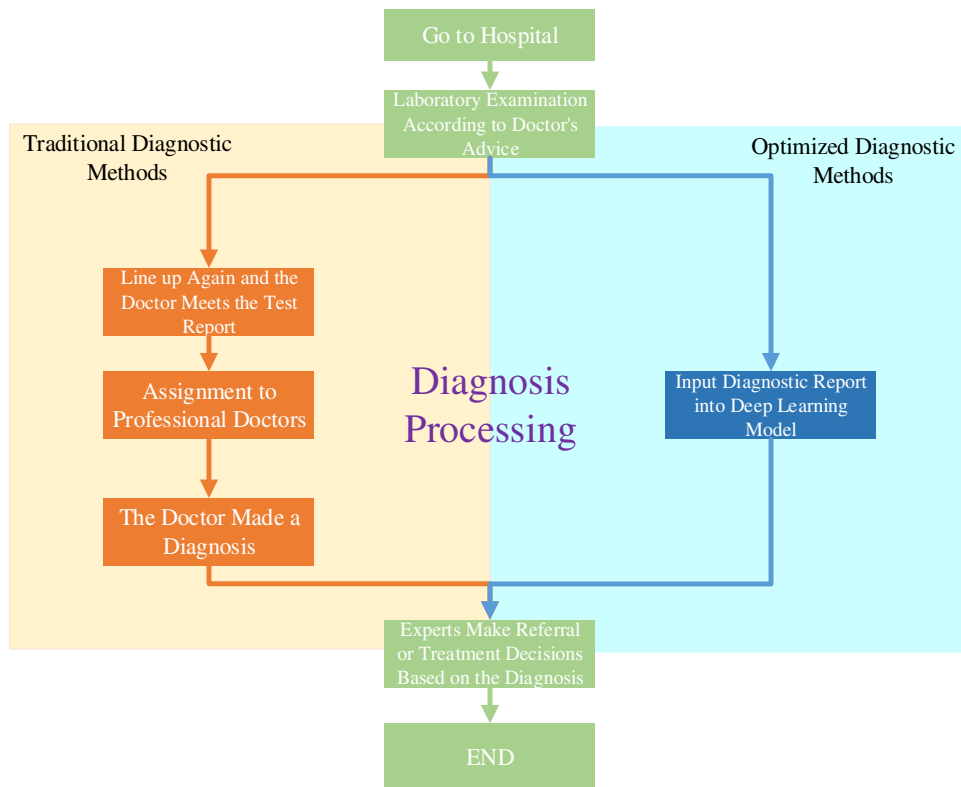 Go to Hospital
Laboratory Examination
According to Doctor's
Advice
Traditional Diagnostic
Methods
Optimized Diagnostic
Methods
Line up Again and the
Doctor Meets the Test
Report
Assignment to
Professional Doctors
The Doctor Made a
Diagnosis
Diagnosis
Processing
Input Diagnostic Report
into Deep Learning
Model
Experts Make Referral
or Treatment Decisions
Based on the Diagnosis
END